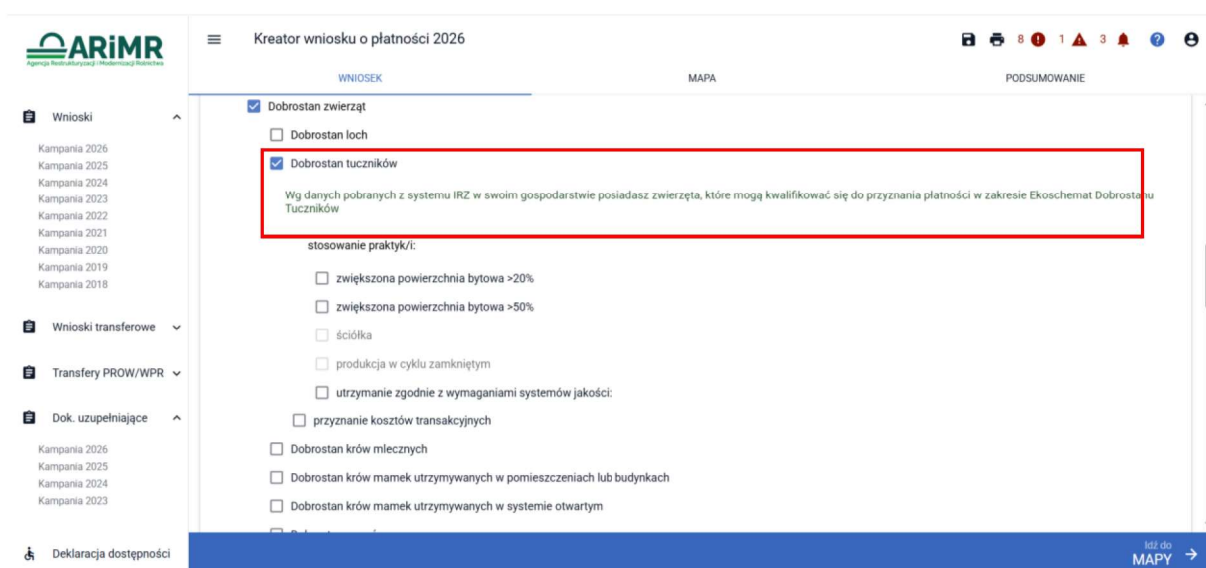 ARiMR
Agencja Restrukturyzacji i Modernizacji Rolnictwa
Kreator wniosku o płatności 2026
8 1 3
WNIOSEK MAPA PODSUMOWANIE
Wnioski
Kampania 2026
Kampania 2025
Kampania 2024
Kampania 2023
Kampania 2022
Kampania 2021
Kampania 2020
Kampania 2019
Kampania 2018
Wnioski transferowe
Transfery PROW/WPR
Dok. uzupełniające
Kampania 2026
Kampania 2025
Kampania 2024
Kampania 2023
Deklaracja dostępności
Dobrostan zwierząt
Dobrostan loch
Dobrostan tuczników
Wg danych pobranych z systemu IRZ w swoim gospodarstwie posiadasz zwierzęta, które mogą kwalifikować się do przyznania płatności w zakresie Ekoschemat Dobrostanu
Tuczników
stosowanie praktyk/i:
zwiększona powierzchnia bytowa >20%
zwiększona powierzchnia bytowa >50%
ściółka
produkcja w cyklu zamkniętym
utrzymanie zgodnie z wymaganiami systemów jakości:
przyznanie kosztów transakcyjnych
Dobrostan krów mlecznych
Dobrostan krów mamek utrzymywanych w pomieszczeniach lub budynkach
Dobrostan krów mamek utrzymywanych w systemie otwartym
Idź do
MAPY